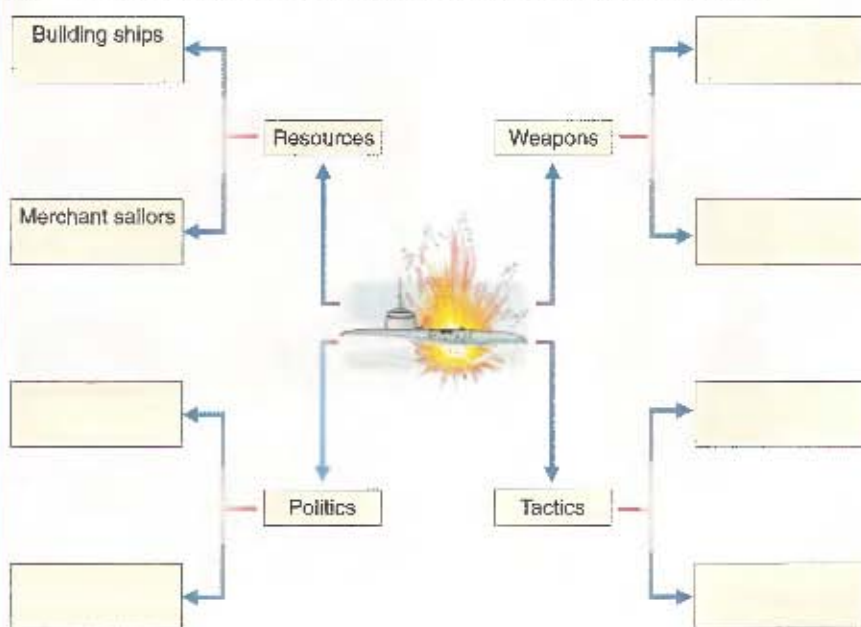 Building ships
Resources
Weapons
Merchant sailors
Politics
Tactics